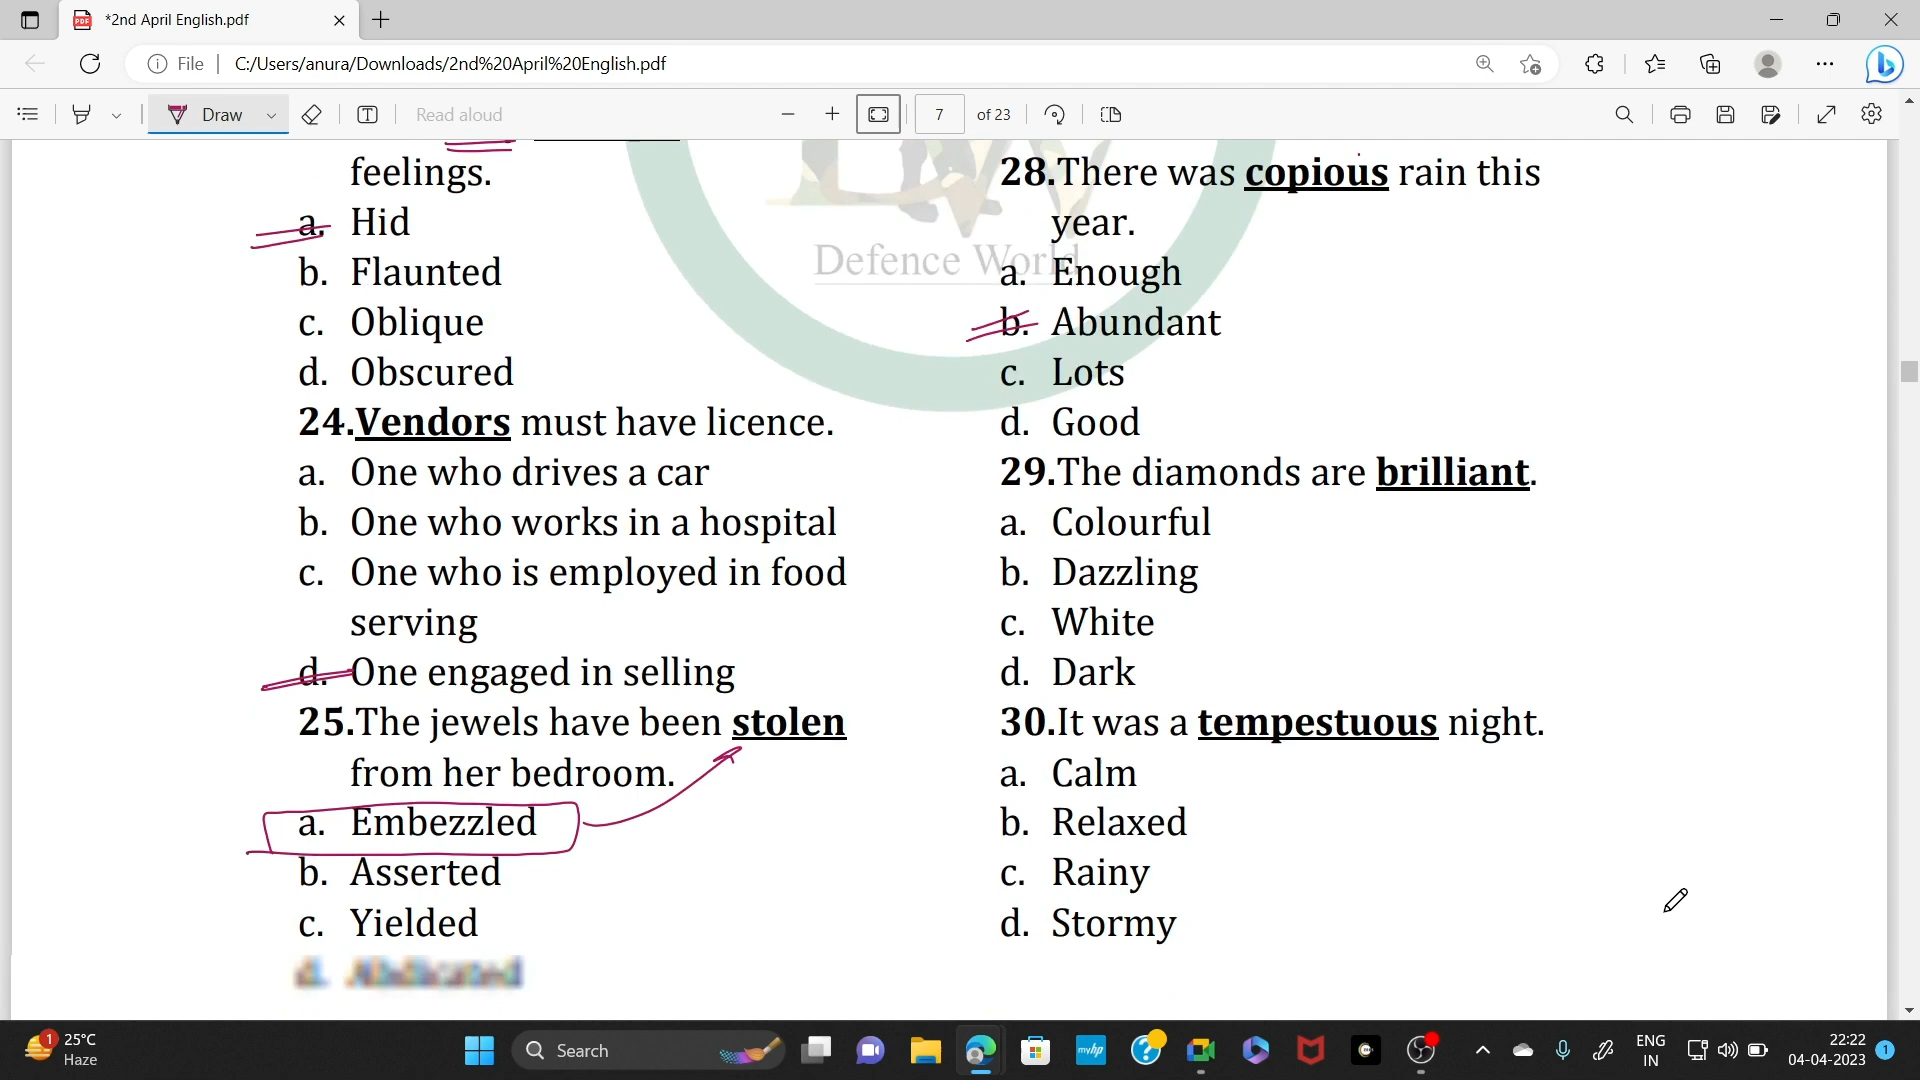 *2nd April English.pdf
File
C:/Users/anura/Downloads/2nd%20April%20English.pdf
Draw
Read aloud
7
of 23
feelings.
a. Hid
b. Flaunted
c. Oblique
d. Obscured
24.Vendors must have licence.
a. One who drives a car
b. One who works in a hospital
c. One who is employed in food
serving
d. One engaged in selling
25.The jewels have been stolen
from her bedroom.
a. Embezzled
b. Asserted
c. Yielded
d. Abdicated
Defence World
28.There was copious rain this
year.
a. Enough
b. Abundant
c. Lots
d. Good
29.The diamonds are brilliant.
a. Colourful
b. Dazzling
c. White
d. Dark
30.It was a tempestuous night.
a. Calm
b. Relaxed
c. Rainy
d. Stormy
1
25°C
Haze
Search
myhp
ENG
IN
22:22
04-04-2023
1